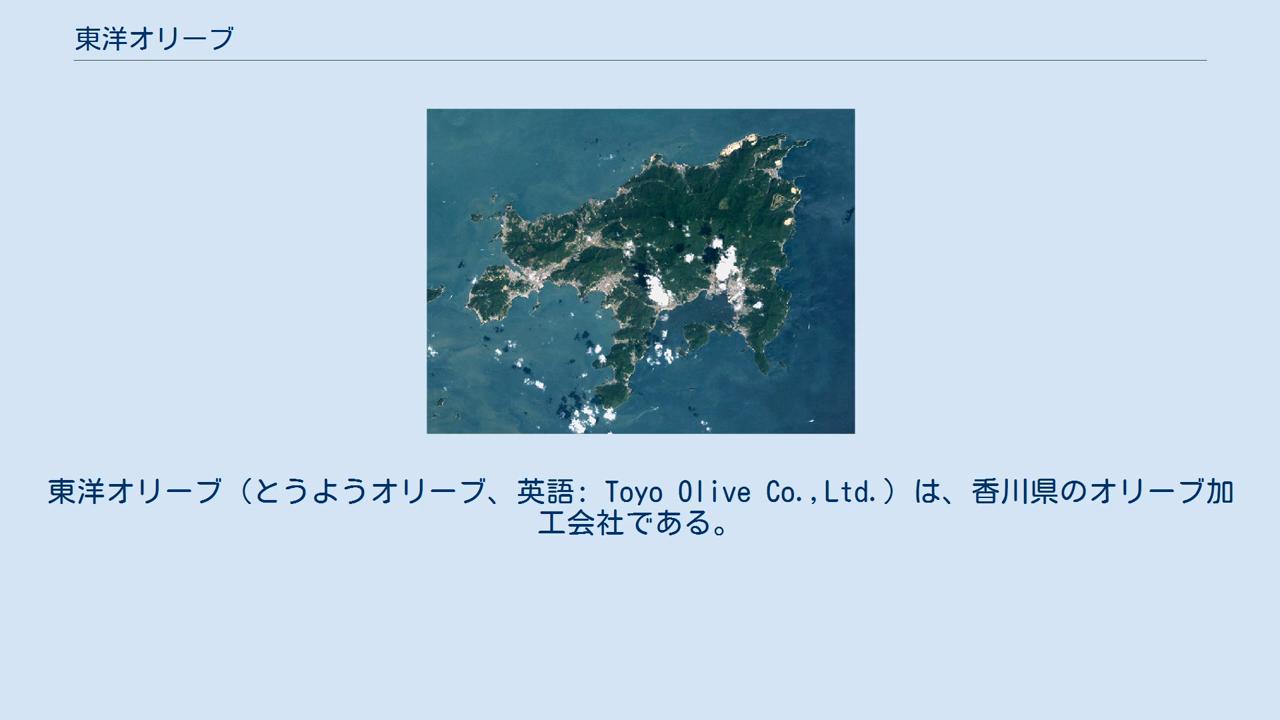 東洋オリーブ
東洋オリーブ（とうようオリーブ、英語: Toyo Olive Co.,Ltd.）は、香川県のオリーブ加
工会社である。